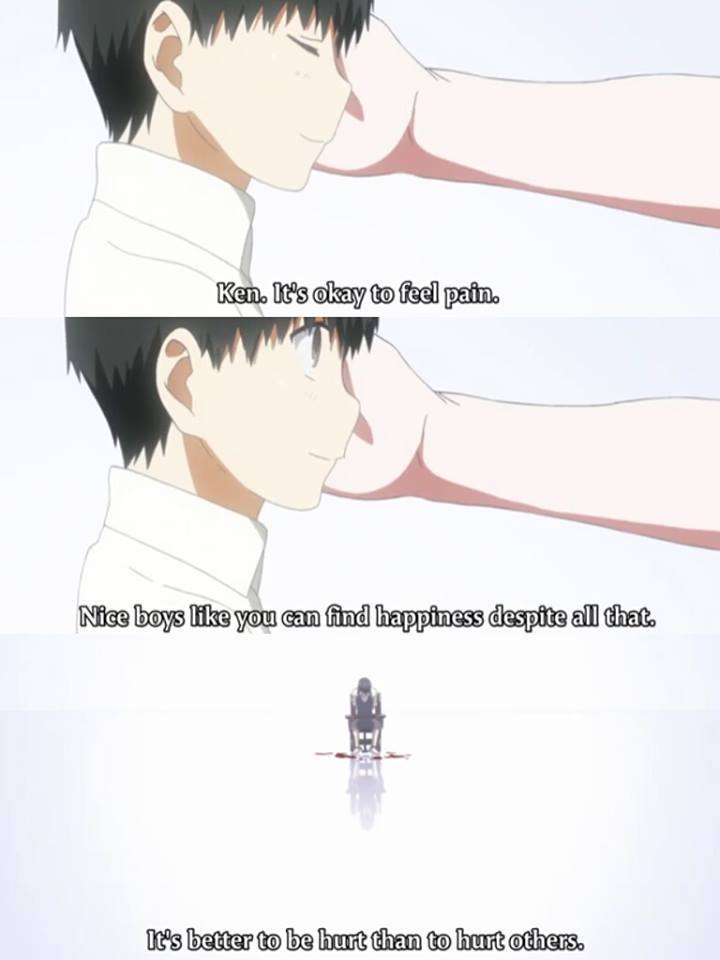 Ken. It's okay to feel pain.
Nice boys like you can find happiness despite all that.
It's better to be hurt than to hurt others.